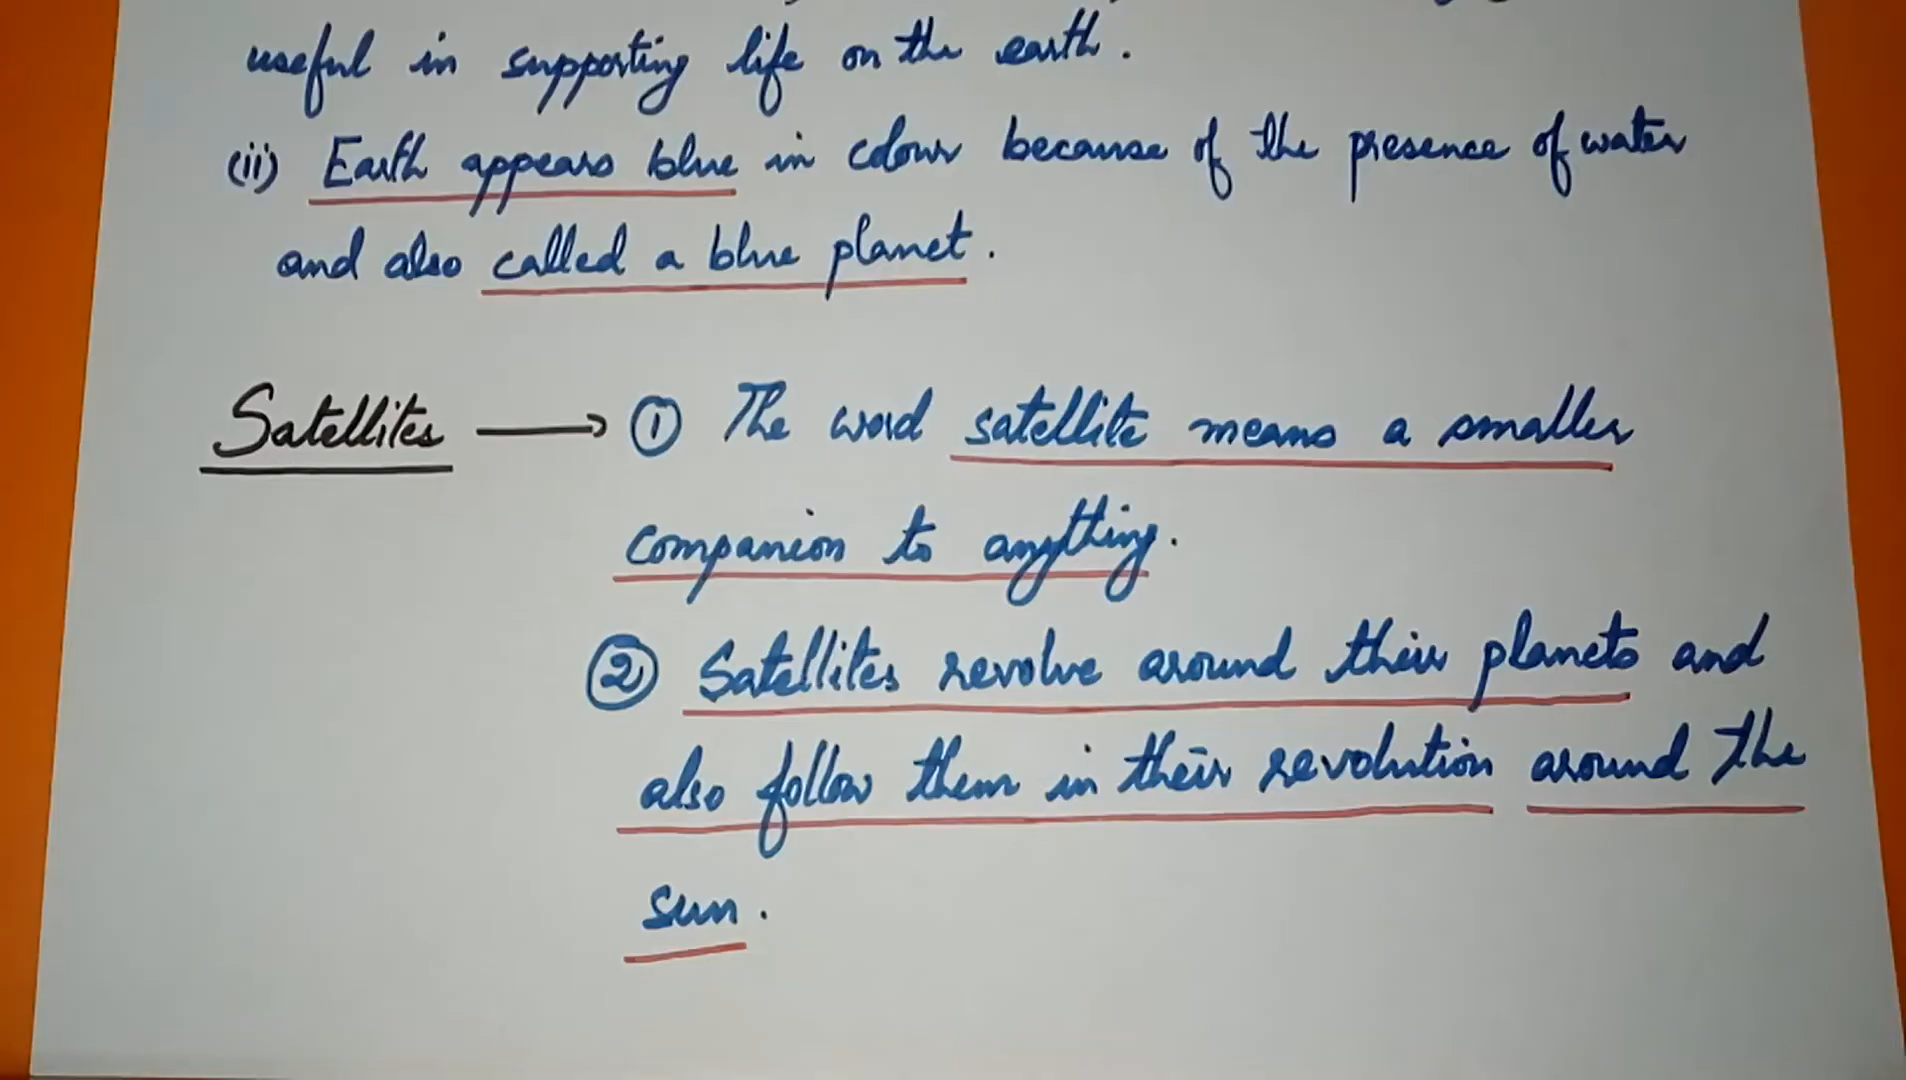 useful in supporting life on the earth.
(ii) Earth appears blue in colour because of the presence of water
and also called a blue planet.
Satellites → ① The word satellite means a smaller
companion to anything.
② Satellites revolve around their planets and
also follow them in their revolution around the
sun.